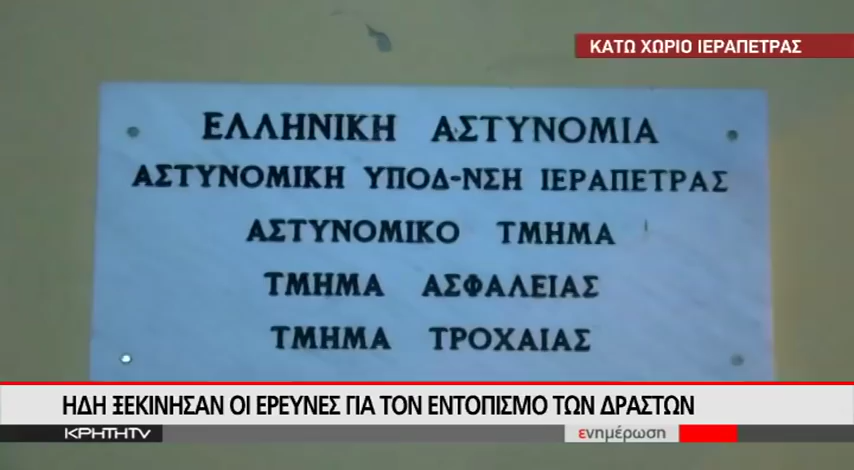 ΚΑΤΩ ΧΩΡΙΟ ΙΕΡΑΠΕΤΡΑΣ
ΕΛΛΗΝΙΚΗ ΑΣΤΥΝΟΜΙΑ
ΑΣΤΥΝΟΜΙΚΗ ΥΠΟΔ-ΝΣΗ ΙΕΡΑΠΕΤΡΑΣ
ΑΣΤΥΝΟΜΙΚΟ ΤΜΗΜΑ
ΤΜΗΜΑ ΑΣΦΑΛΕΙΑΣ
ΤΜΗΜΑ ΤΡΟΧΑΙΑΣ
ΗΔΗ ΞΕΚΙΝΗΣΑΝ ΟΙ ΕΡΕΥΝΕΣ ΓΙΑ ΤΟΝ ΕΝΤΟΠΙΣΜΟ ΤΩΝ ΔΡΑΣΤΩΝ
ΚΡΗΤΗTV ενημέρωση